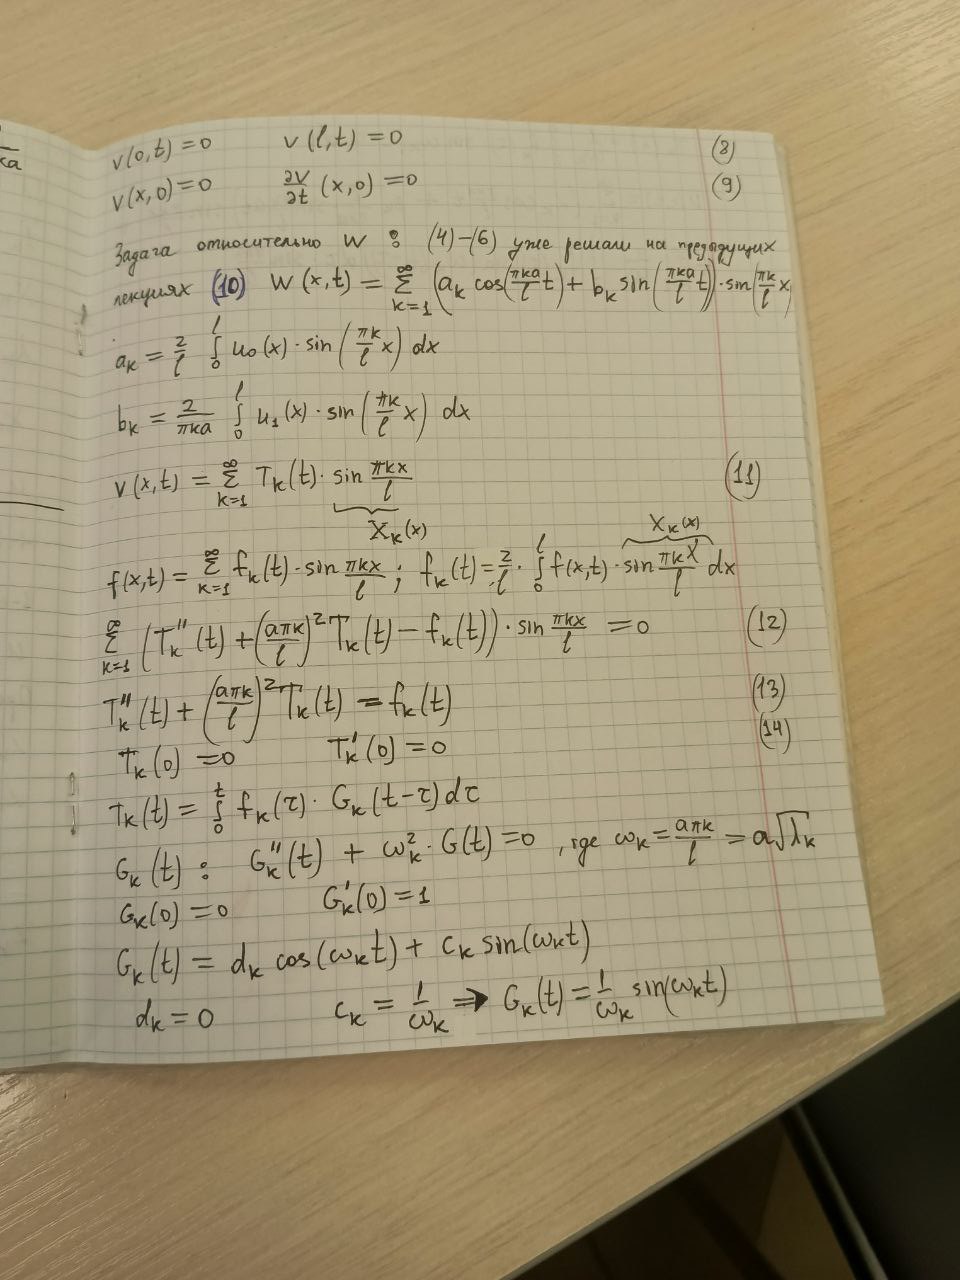 ка
v(0,t) = 0 v(l,t) = 0 (8)
v(x,0) = 0 ∂v/∂t (x,0) = 0 (9)
Задача относительно w : (4)-(6) уже решали на предыдущих
лекциях (10) W(x,t) = ∑_{k=1}^{∞} (a_k cos(πka/l t) + b_k sin(πka/l t)) · sin(πk/l x)
a_k = 2/l ∫_0^l u_0(x) · sin(πk/l x) dx
b_k = 2/πka ∫_0^l u_1(x) · sin(πk/l x) dx
v(x,t) = ∑_{k=1}^{∞} T_k(t) · sin πkx/l (11)
X_k(x) X_k(x)
f(x,t) = ∑_{k=1}^{∞} f_k(t) · sin πkx/l ; f_k(t) = 2/l · ∫_0^l f(x,t) · sin πkx/l dx
∑_{k=1}^{∞} (T_k''(t) + (aπk/l)^2 T_k(t) − f_k(t)) · sin πkx/l = 0 (12)
T_k''(t) + (aπk/l)^2 T_k(t) = f_k(t) (13)
T_k(0) = 0 T_k'(0) = 0 (14)
T_k(t) = ∫_0^t f_k(τ) · G_k(t−τ) dτ
G_k(t) : G_k''(t) + ω_k^2 · G(t) = 0 , где ω_k = aπk/l = a√λ_k
G_k(0) = 0 G_k'(0) = 1
G_k(t) = d_k cos(ω_k t) + c_k sin(ω_k t)
d_k = 0 c_k = 1/ω_k ⇒ G_k(t) = 1/ω_k sin(ω_k t)